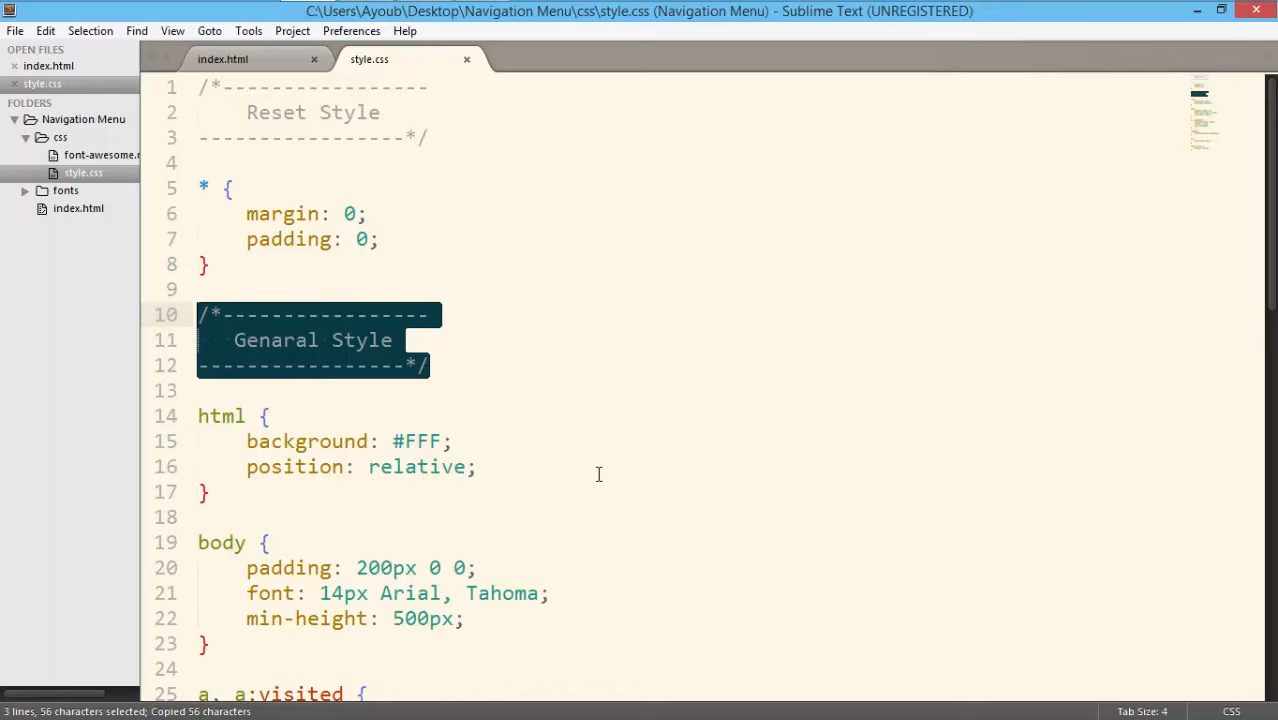 C:\Users\Ayoub\Desktop\Navigation Menu\css\style.css (Navigation Menu) - Sublime Text (UNREGISTERED)
File Edit Selection Find View Goto Tools Project Preferences Help
OPEN FILES
index.html
style.css
FOLDERS
Navigation Menu
css
font-awesome.m
style.css
fonts
index.html
index.html
style.css
1 /*-----------------
2     Reset Style
3 -----------------*/
4
5 * {
6     margin: 0;
7     padding: 0;
8 }
9
10 /*-----------------
11    Genaral Style
12 -----------------*/
13
14 html {
15     background: #FFF;
16     position: relative;
17 }
18
19 body {
20     padding: 200px 0 0;
21     font: 14px Arial, Tahoma;
22     min-height: 500px;
23 }
24
25 a, a:visited {
3 lines, 56 characters selected; Copied 56 characters
Tab Size: 4
CSS